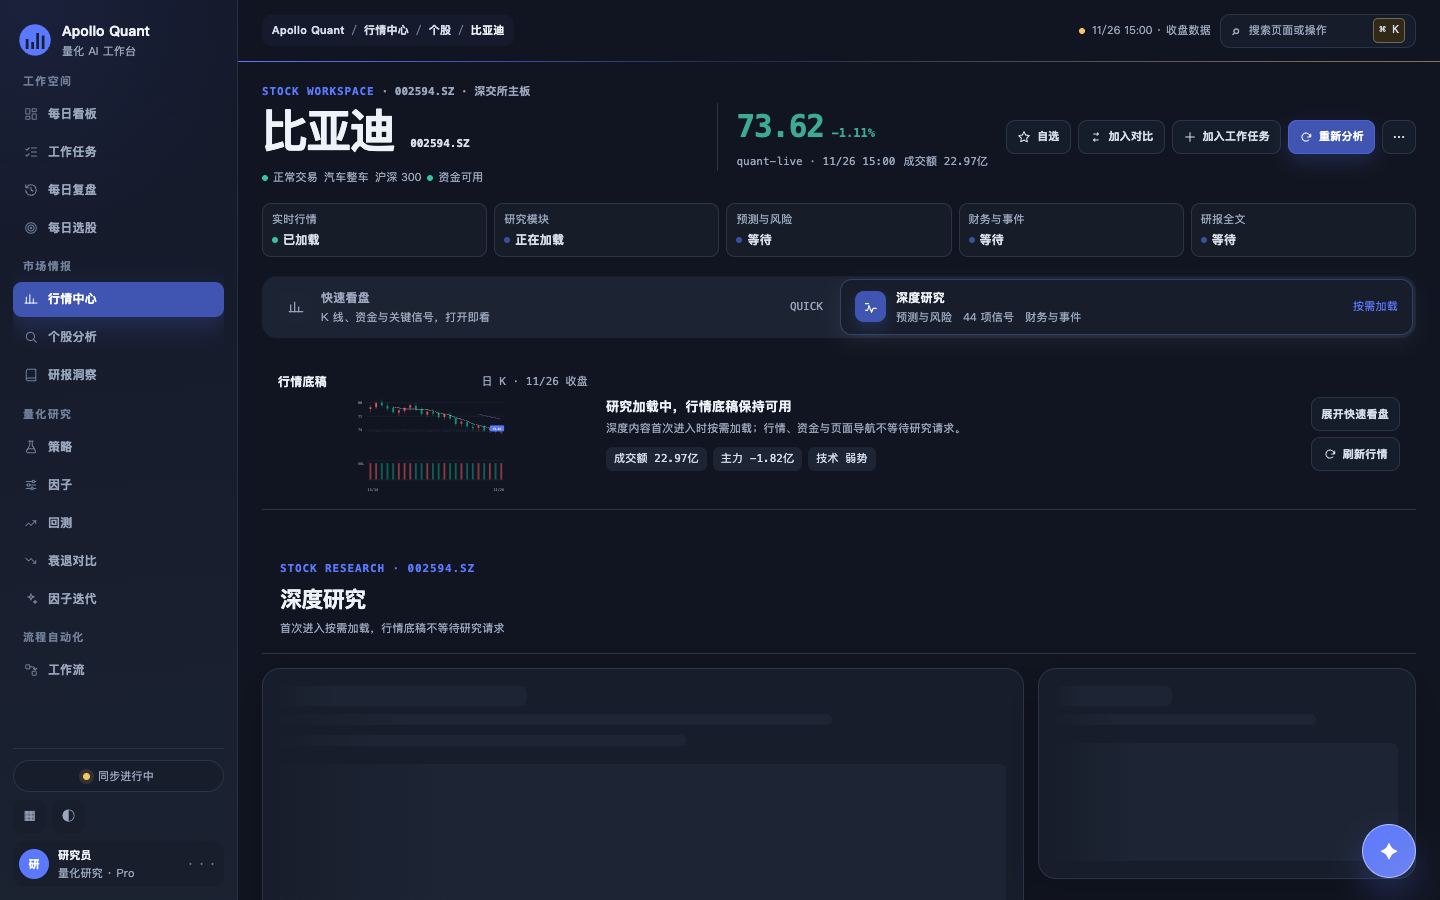 Apollo Quant
量化 AI 工作台
工作空间
每日看板
工作任务
每日复盘
每日选股
市场情报
行情中心
个股分析
研报洞察
量化研究
策略
因子
回测
衰退对比
因子迭代
流程自动化
工作流
同步进行中
研
研究员
量化研究 · Pro
Apollo Quant / 行情中心 / 个股 / 比亚迪
11/26 15:00 · 收盘数据
搜索页面或操作
⌘ K
STOCK WORKSPACE · 002594.SZ · 深交所主板
比亚迪 002594.SZ
正常交易 汽车整车 沪深 300 资金可用
73.62 -1.11%
quant-live · 11/26 15:00 成交额 22.97亿
自选
加入对比
加入工作任务
重新分析
实时行情
已加载
研究模块
正在加载
预测与风险
等待
财务与事件
等待
研报全文
等待
快速看盘
K 线、资金与关键信号，打开即看
QUICK
深度研究
预测与风险 44 项信号 财务与事件
按需加载
行情底稿
日 K · 11/26 收盘
研究加载中，行情底稿保持可用
深度内容首次进入时按需加载；行情、资金与页面导航不等待研究请求。
成交额 22.97亿
主力 -1.82亿
技术 弱势
展开快速看盘
刷新行情
STOCK RESEARCH · 002594.SZ
深度研究
首次进入按需加载，行情底稿不等待研究请求